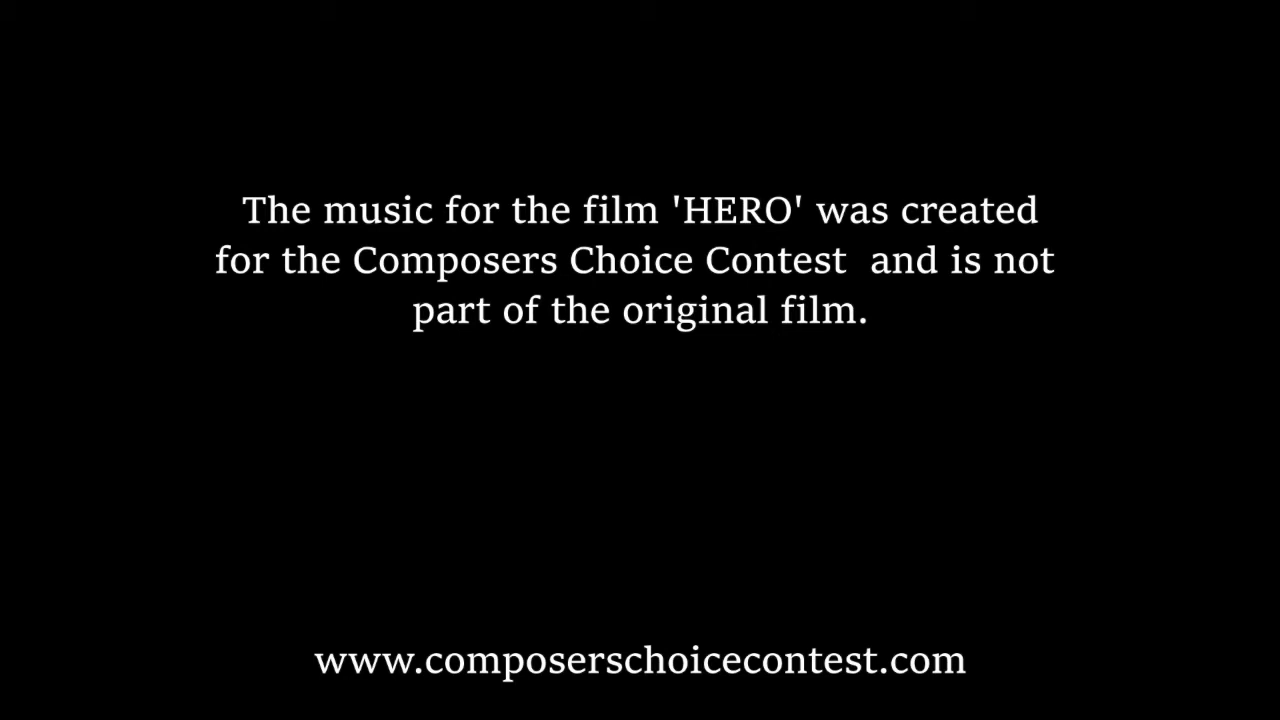 The music for the film 'HERO' was created
for the Composers Choice Contest  and is not
part of the original film.
www.composerschoicecontest.com